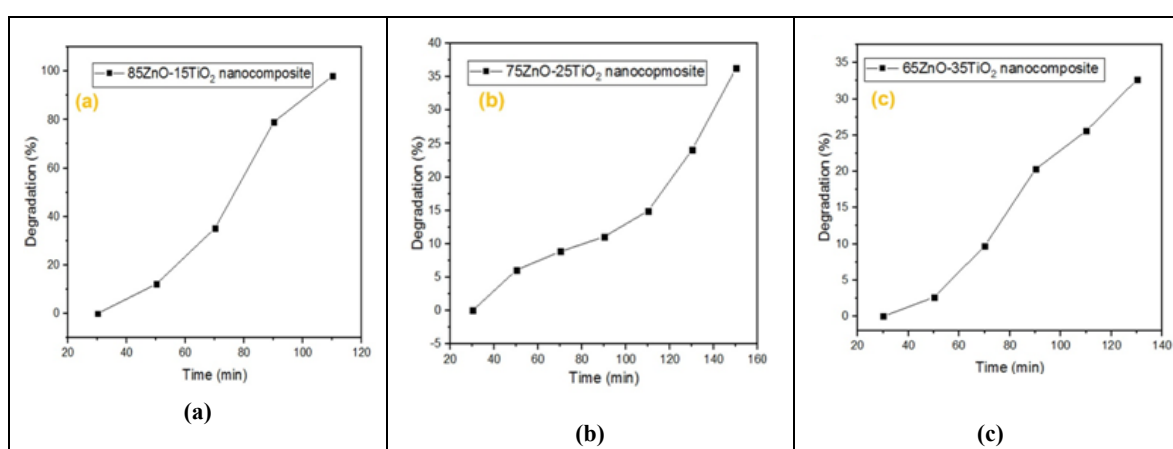 100
80
60
40
20
0
Degradation (%)
85ZnO-15TiO₂ nanocomposite
(a)
20 40 60 80 100 120
Time (min)
(a)
40
35
30
25
20
15
10
5
0
-5
Degradation (%)
75ZnO-25TiO₂ nanocopmosite
(b)
20 40 60 80 100 120 140 160
Time (min)
(b)
35
30
25
20
15
10
5
0
Degradation (%)
65ZnO-35TiO₂ nanocomposite
(c)
20 40 60 80 100 120 140
Time (min)
(c)